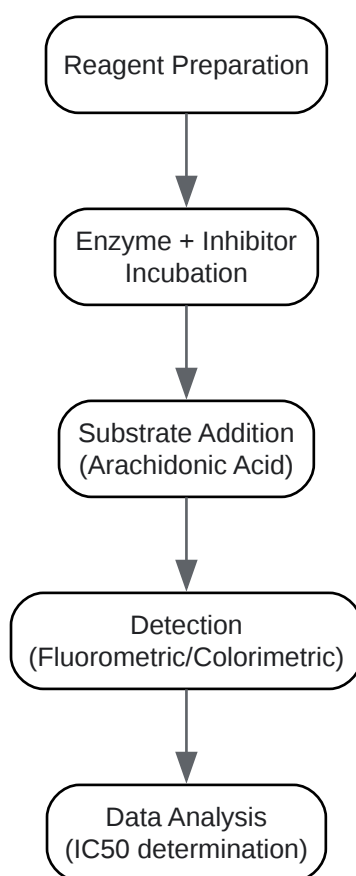 Reagent Preparation
Enzyme + Inhibitor
Incubation
Substrate Addition
(Arachidonic Acid)
Detection
(Fluorometric/Colorimetric)
Data Analysis
(IC50 determination)